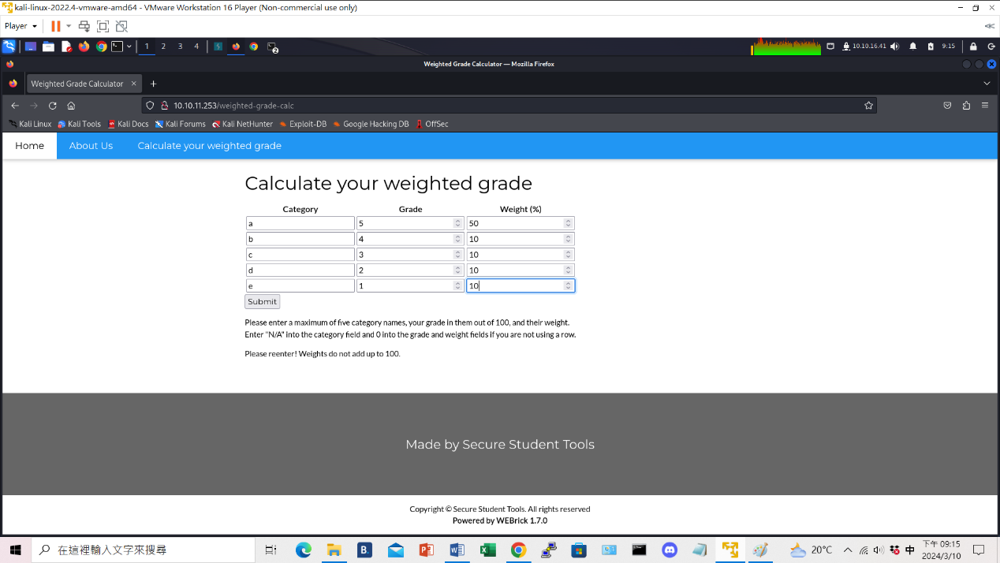 kali-linux-2022.4-vmware-amd64 - VMware Workstation 16 Player (Non-commercial use only)
Player
1 2 3 4 2 10.10.16.41 9:15
Weighted Grade Calculator — Mozilla Firefox
Weighted Grade Calculator
10.10.11.253/weighted-grade-calc
Kali Linux Kali Tools Kali Docs Kali Forums Kali NetHunter Exploit-DB Google Hacking DB OffSec
Home About Us Calculate your weighted grade
Calculate your weighted grade
Category Grade Weight (%)
a 5 50
b 4 10
c 3 10
d 2 10
e 1 10
Submit
Please enter a maximum of five category names, your grade in them out of 100, and their weight.
Enter "N/A" into the category field and 0 into the grade and weight fields if you are not using a row.
Please reenter! Weights do not add up to 100.
Made by Secure Student Tools
Copyright © Secure Student Tools. All rights reserved
Powered by WEBrick 1.7.0
在這裡輸入文字來搜尋 B. 20°C 中 下午 09:15
2024/3/10